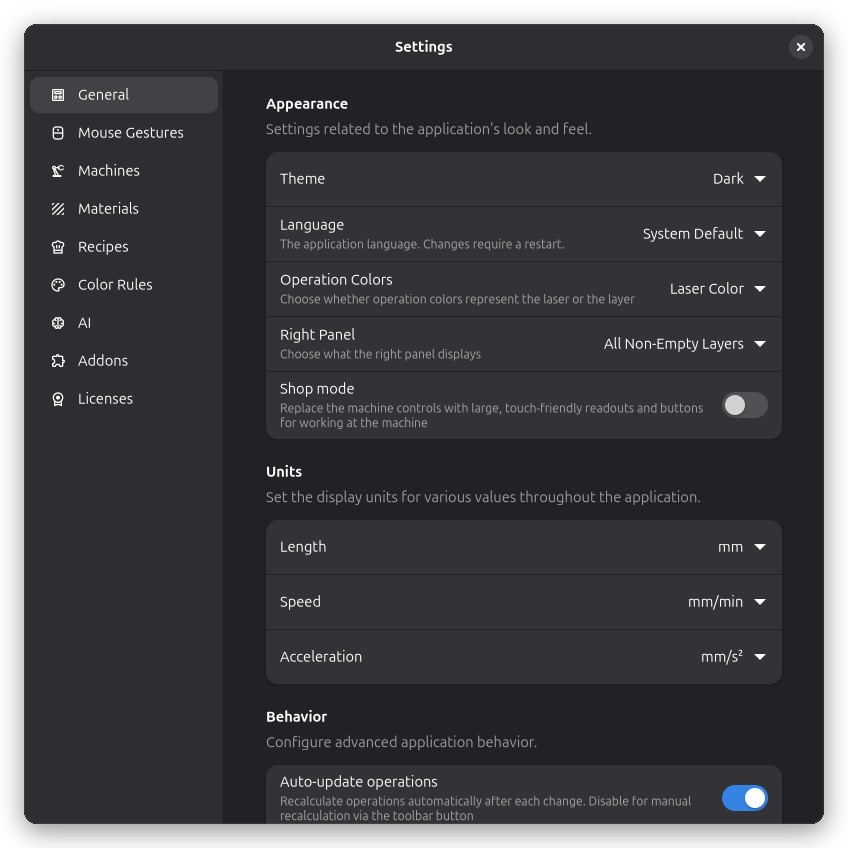 Settings
General
Mouse Gestures
Machines
Materials
Recipes
Color Rules
AI
Addons
Licenses
Appearance
Settings related to the application's look and feel.
Theme
Dark
Language
The application language. Changes require a restart.
System Default
Operation Colors
Choose whether operation colors represent the laser or the layer
Laser Color
Right Panel
Choose what the right panel displays
All Non-Empty Layers
Shop mode
Replace the machine controls with large, touch-friendly readouts and buttons
for working at the machine
Units
Set the display units for various values throughout the application.
Length
mm
Speed
mm/min
Acceleration
mm/s²
Behavior
Configure advanced application behavior.
Auto-update operations
Recalculate operations automatically after each change. Disable for manual
recalculation via the toolbar button